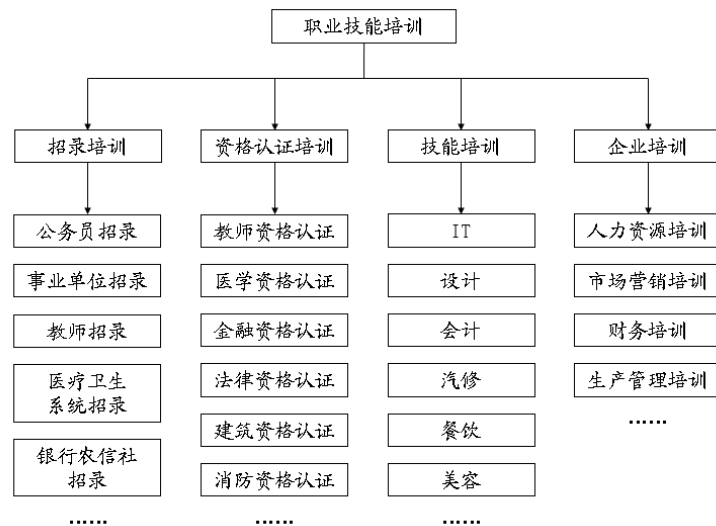 职业技能培训
招录培训
资格认证培训
技能培训
企业培训
公务员招录
教师资格认证
IT
人力资源培训
事业单位招录
医学资格认证
设计
市场营销培训
教师招录
金融资格认证
会计
财务培训
医疗卫生
系统招录
法律资格认证
汽修
生产管理培训
银行农信社
招录
建筑资格认证
餐饮
……
消防资格认证
美容
……
……
……